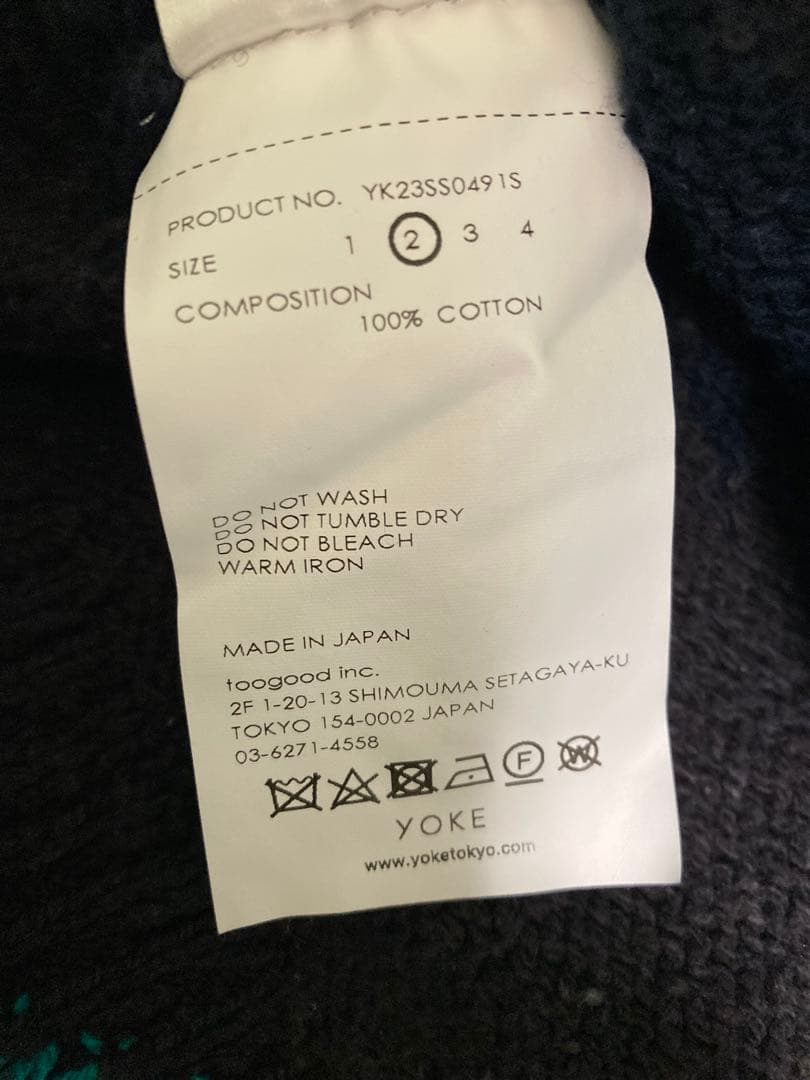 PRODUCT NO. YK23SS0491S
SIZE 1 2 3 4
COMPOSITION
100% COTTON
DO NOT WASH
DO NOT TUMBLE DRY
DO NOT BLEACH
WARM IRON
MADE IN JAPAN
toogood inc.
2F 1-20-13 SHIMOUMA SETAGAYA-KU
TOKYO 154-0002 JAPAN
03-6271-4558
F W
YOKE
www.yoketokyo.com